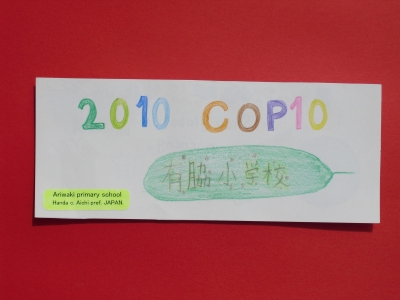 2010 COP10
有脇小学校
Ariwaki primary school
Handa c. Aichi pref. JAPAN